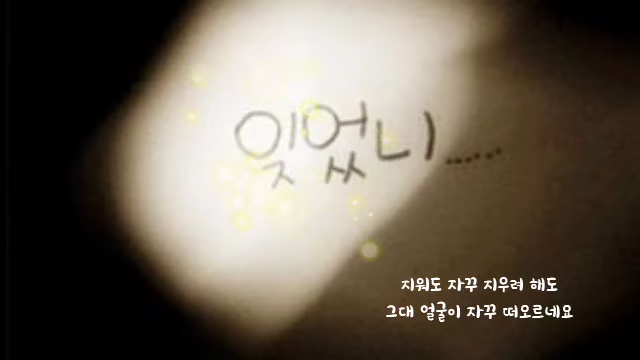 잊었니.....
지워도 자꾸 지우려 해도
그대 얼굴이 자꾸 떠오르네요